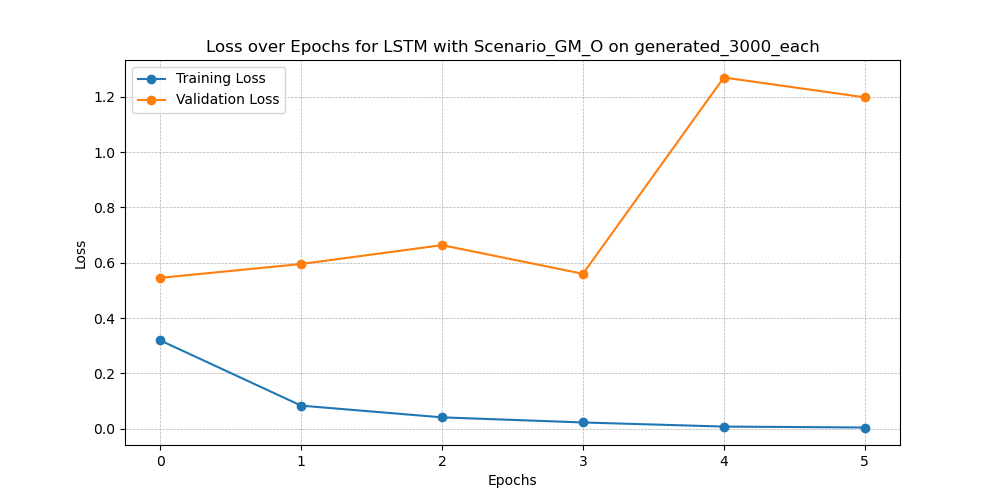 Loss over Epochs for LSTM with Scenario_GM_O on generated_3000_each
Training Loss
Validation Loss
1.2
1.0
0.8
0.6
0.4
0.2
0.0
Loss
0 1 2 3 4 5
Epochs